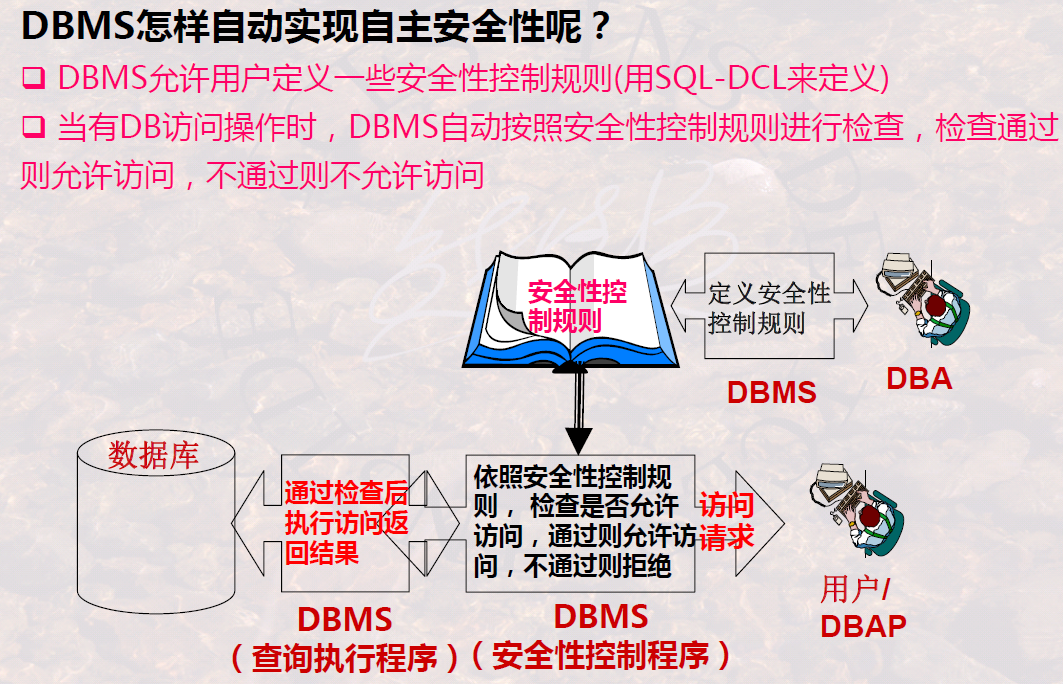 DBMS怎样自动实现自主安全性呢？
DBMS允许用户定义一些安全性控制规则(用SQL-DCL来定义)
当有DB访问操作时，DBMS自动按照安全性控制规则进行检查，检查通过
则允许访问，不通过则不允许访问
安全性控
制规则
定义安全性
控制规则
DBMS
DBA
数据库
通过检查后
执行访问返
回结果
依照安全性控制规
则， 检查是否允许
访问，通过则允许访
问，不通过则拒绝
访问
请求
DBMS
（查询执行程序）
DBMS
（安全性控制程序）
用户/
DBAP